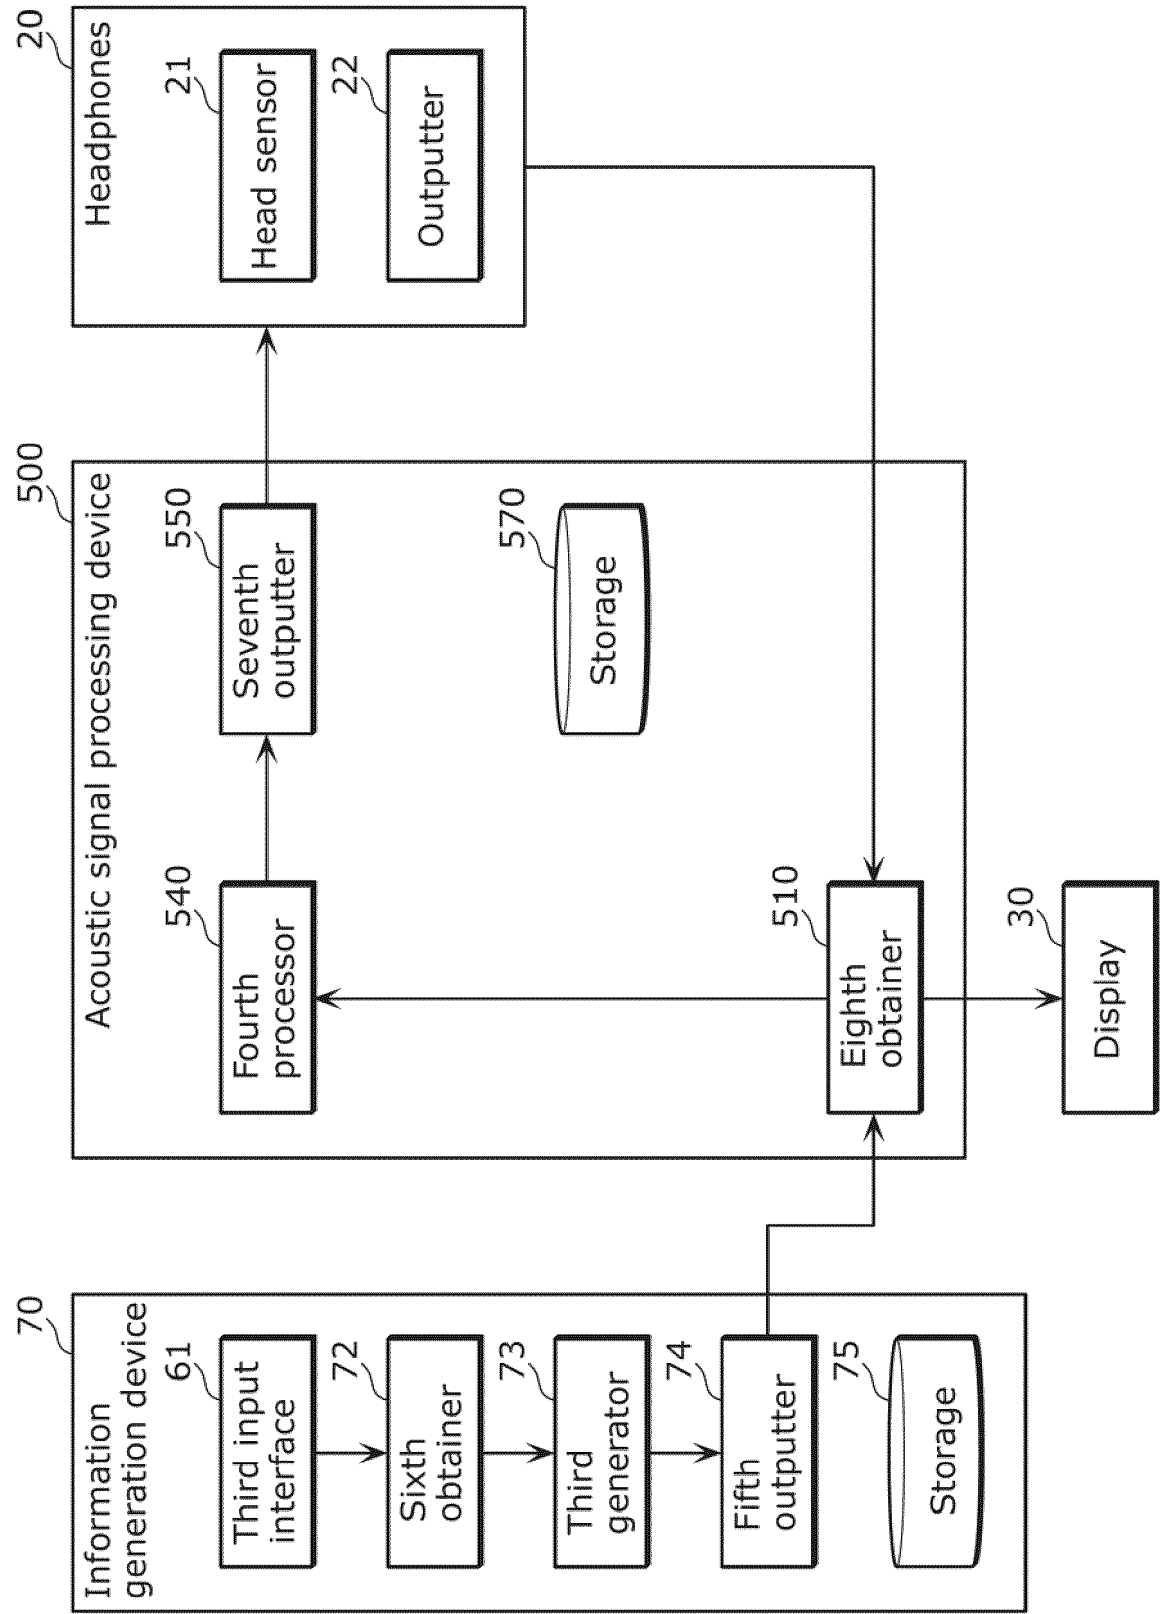 70
Information
generation device
61
Third input
interface
72
Sixth
obtainer
73
Third
generator
74
Fifth
outputter
75
Storage
500
Acoustic signal processing device
540
Fourth
processor
550
Seventh
outputter
570
Storage
510
Eighth
obtainer
30
Display
20
Headphones
21
Head sensor
22
Outputter